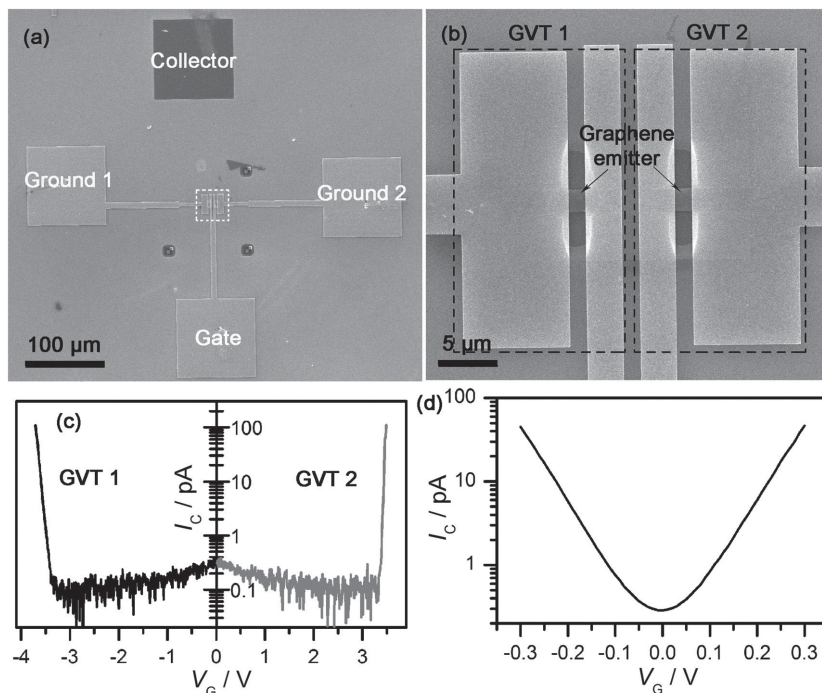 (a)
Collector
Ground 1
Ground 2
Gate
100 µm
(b)
GVT 1
GVT 2
Graphene
emitter
5 µm
(c)
GVT 1
GVT 2
I_C / pA
100
10
1
0.1
-4 -3 -2 -1 0 1 2 3
V_G / V
(d)
I_C / pA
100
10
1
-0.3 -0.2 -0.1 0.0 0.1 0.2 0.3
V_G / V